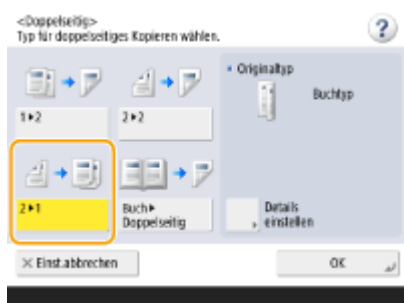 <Doppelseitig>
Typ für doppelseitiges Kopieren wählen.
?
• Originaltyp
Buchtyp
1▸2
2▸2
2▸1
Buch▸
Doppelseitig
Details
einstellen
× Einst.abbrechen
OK